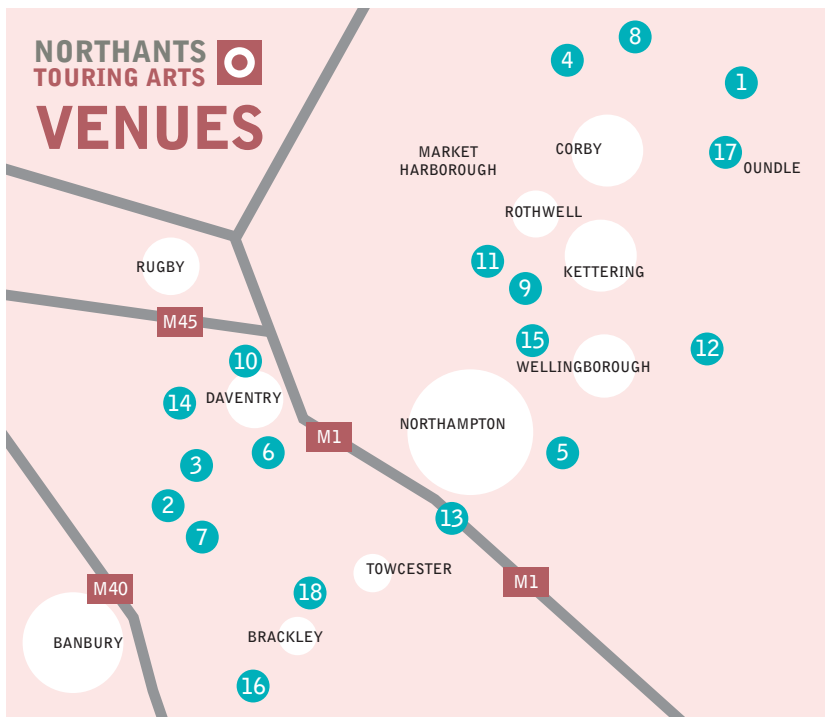 NORTHANTS
TOURING ARTS
VENUES
8
4
1
CORBY
MARKET
HARBOROUGH
17
OUNDLE
ROTHWELL
11
KETTERING
9
RUGBY
M45
15
12
WELLINGBOROUGH
10
DAVENTRY
14
NORTHAMPTON
M1
6
5
3
2
13
7
TOWCESTER
M1
M40
18
BRACKLEY
BANBURY
16